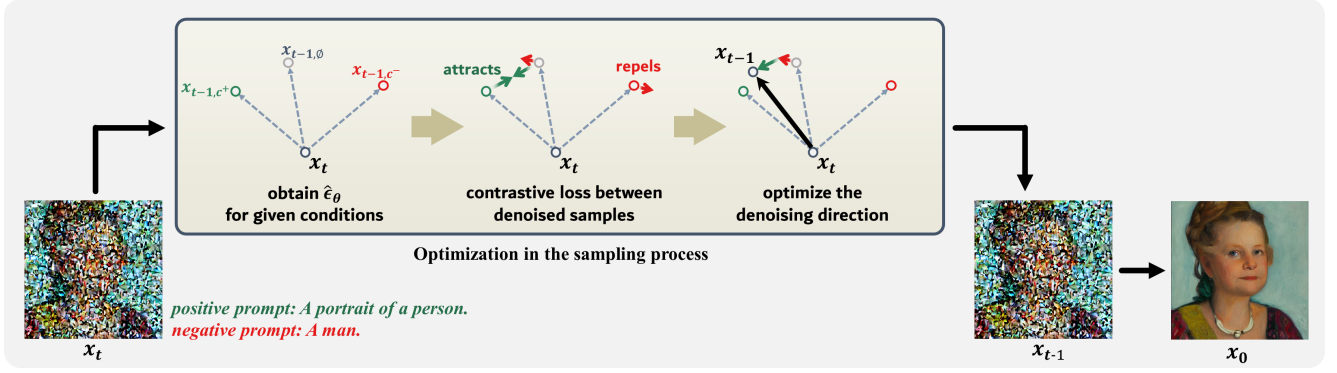 x_{t−1,∅}
x_{t−1,c⁺}
x_{t−1,c⁻}
x_t
obtain ϵ̂_θ
for given conditions
attracts
repels
x_t
contrastive loss between
denoised samples
x_{t−1}
x_t
optimize the
denoising direction
Optimization in the sampling process
positive prompt: A portrait of a person.
negative prompt: A man.
x_t
x_{t-1}
x_0